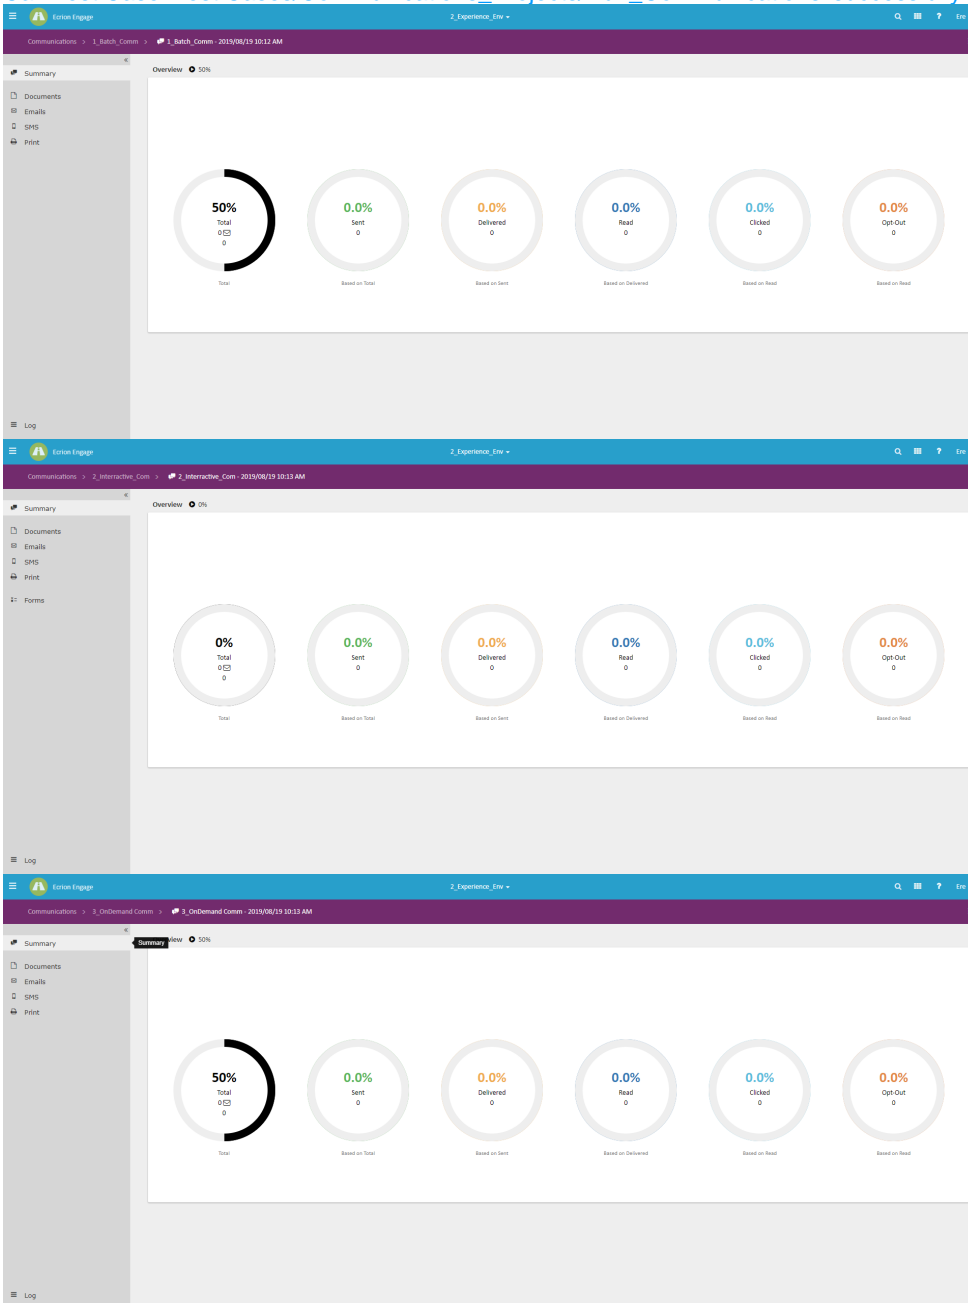 Ecrion Engage 2_Experience_Env ? Ere
Communications > 1_Batch_Comm > 1_Batch_Comm - 2019/08/19 10:12 AM
«
Summary
Overview 50%
Documents
Emails
SMS
Print
50% 0.0% 0.0% 0.0% 0.0% 0.0%
Total Sent Delivered Read Clicked Opt-Out
0 0 0 0 0 0
0
Total Based on Total Based on Sent Based on Delivered Based on Read Based on Read
Log
Ecrion Engage 2_Experience_Env ? Ere
Communications > 2_Interractive_Com > 2_Interractive_Com - 2019/08/19 10:13 AM
«
Summary
Overview 0%
Documents
Emails
SMS
Print
Forms
0% 0.0% 0.0% 0.0% 0.0% 0.0%
Total Sent Delivered Read Clicked Opt-Out
0 0 0 0 0 0
0
Total Based on Total Based on Sent Based on Delivered Based on Read Based on Read
Log
Ecrion Engage 2_Experience_Env ? Ere
Communications > 3_OnDemand Comm > 3_OnDemand Comm - 2019/08/19 10:13 AM
«
Summary
Summary view 50%
Documents
Emails
SMS
Print
50% 0.0% 0.0% 0.0% 0.0% 0.0%
Total Sent Delivered Read Clicked Opt-Out
0 0 0 0 0 0
0
Total Based on Total Based on Sent Based on Delivered Based on Read Based on Read
Log